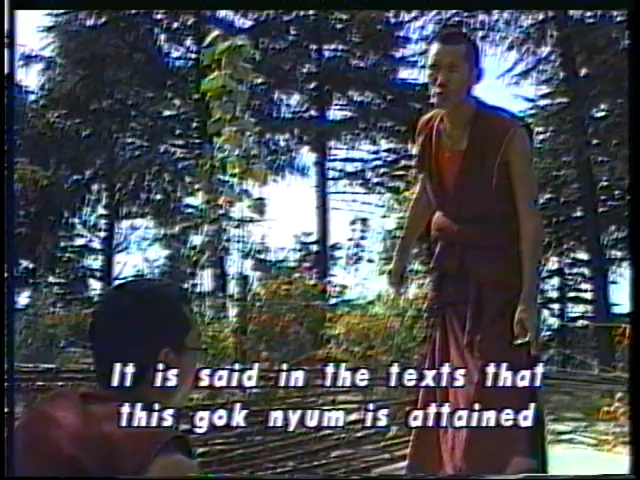 It is said in the texts that
this gok nyum is attained